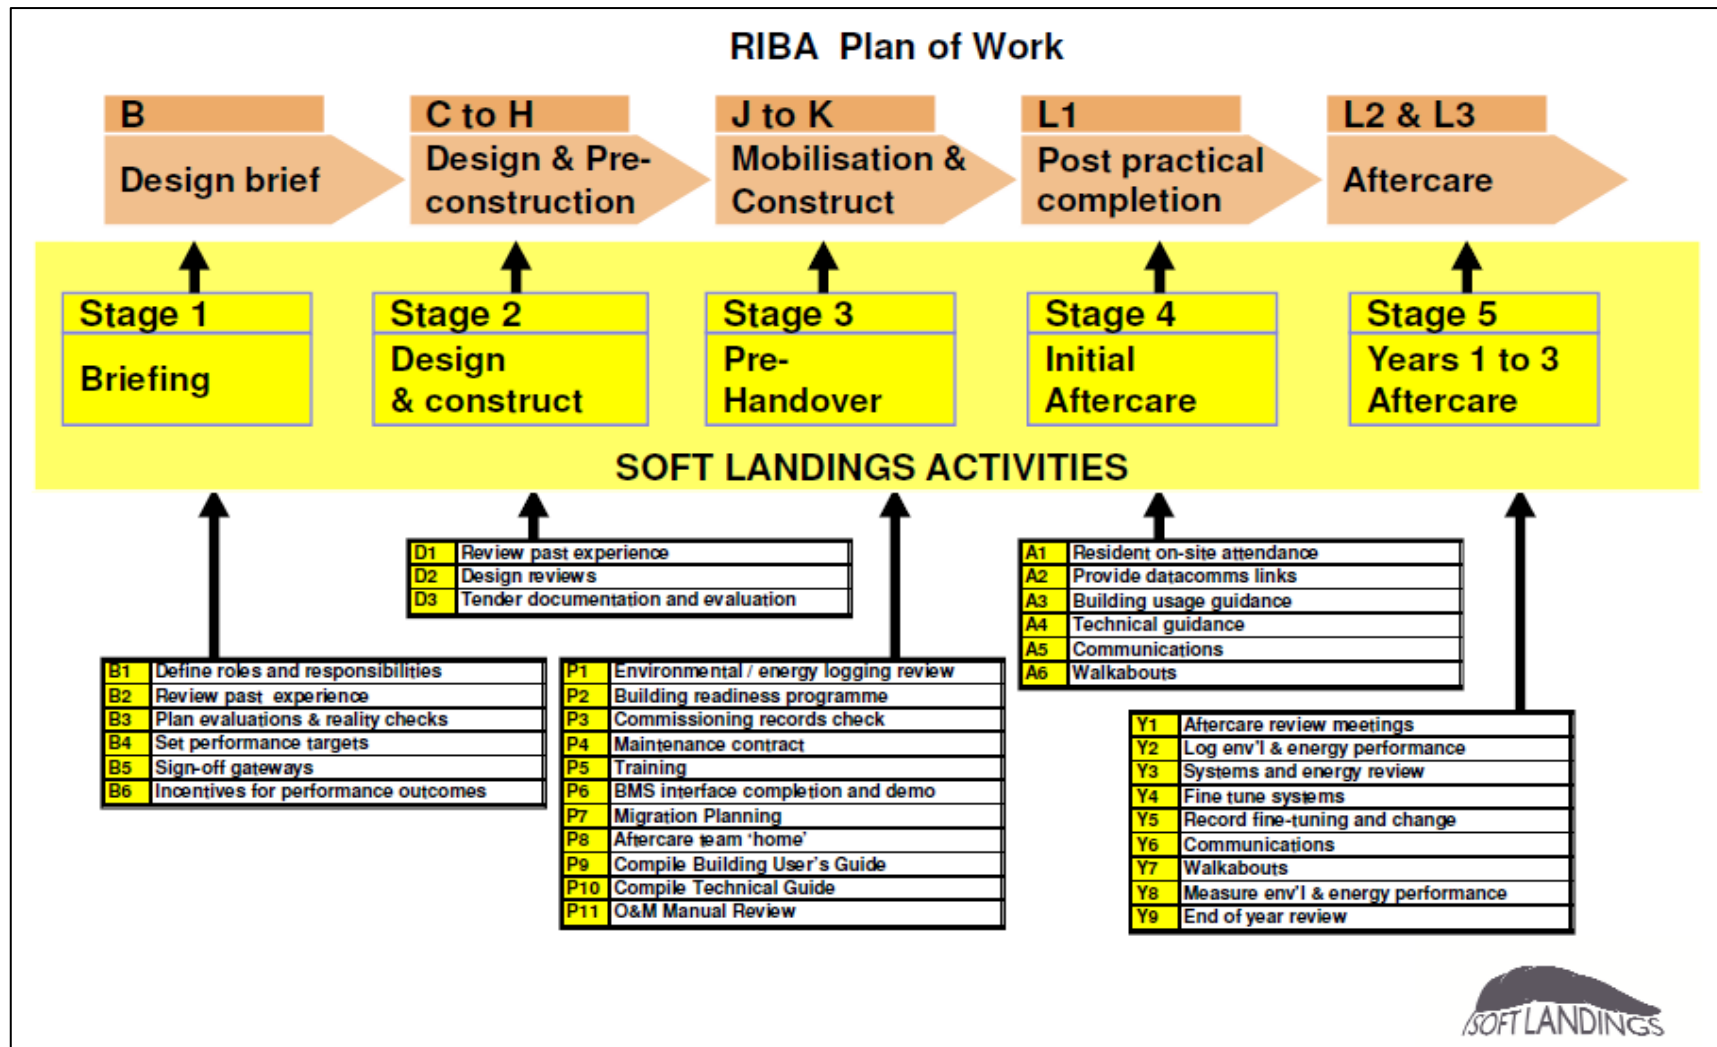 RIBA Plan of Work
B
Design brief
C to H
Design & Pre-
construction
J to K
Mobilisation &
Construct
L1
Post practical
completion
L2 & L3
Aftercare
Stage 1
Briefing
Stage 2
Design
& construct
Stage 3
Pre-
Handover
Stage 4
Initial
Aftercare
Stage 5
Years 1 to 3
Aftercare
SOFT LANDINGS ACTIVITIES
D1 Review past experience
D2 Design reviews
D3 Tender documentation and evaluation
A1 Resident on-site attendance
A2 Provide datacomms links
A3 Building usage guidance
A4 Technical guidance
A5 Communications
A6 Walkabouts
B1 Define roles and responsibilities
B2 Review past experience
B3 Plan evaluations & reality checks
B4 Set performance targets
B5 Sign-off gateways
B6 Incentives for performance outcomes
P1 Environmental / energy logging review
P2 Building readiness programme
P3 Commissioning records check
P4 Maintenance contract
P5 Training
P6 BMS interface completion and demo
P7 Migration Planning
P8 Aftercare team ‘home’
P9 Compile Building User’s Guide
P10 Compile Technical Guide
P11 O&M Manual Review
Y1 Aftercare review meetings
Y2 Log env’l & energy performance
Y3 Systems and energy review
Y4 Fine tune systems
Y5 Record fine-tuning and change
Y6 Communications
Y7 Walkabouts
Y8 Measure env’l & energy performance
Y9 End of year review
SOFT LANDINGS